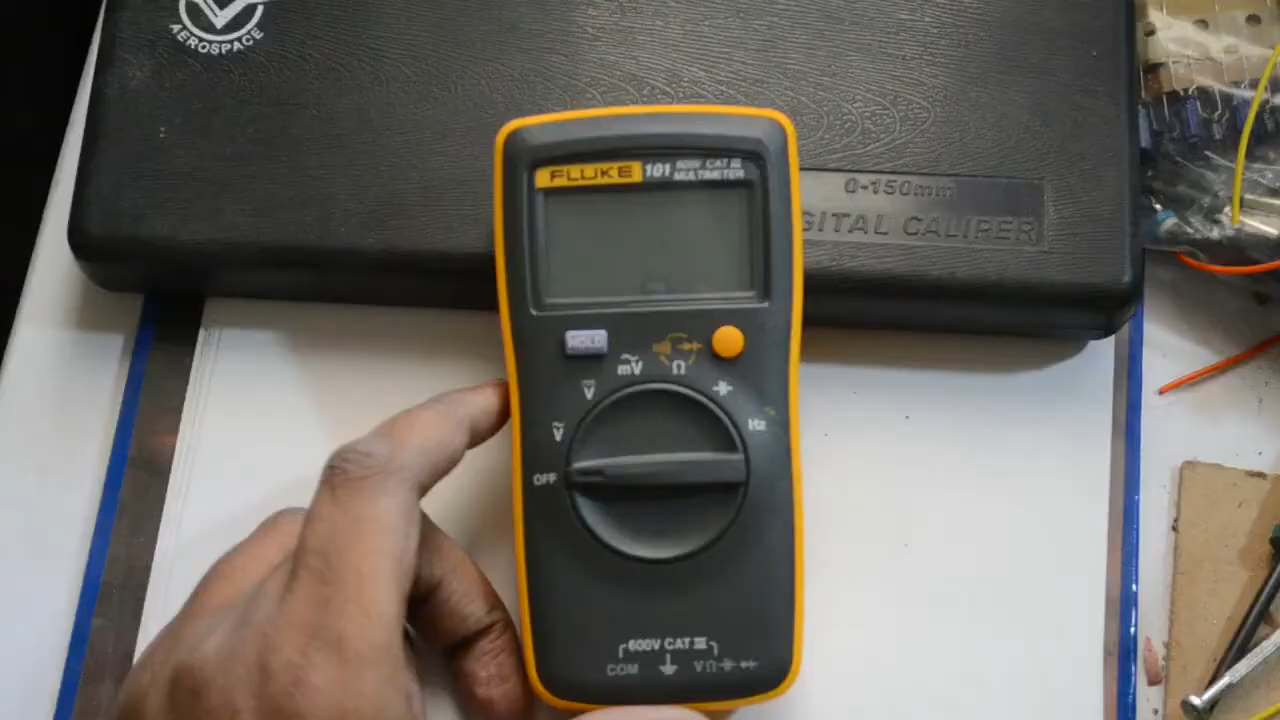 AEROSPACE
0-150mm
GITAL CALIPER
FLUKE 101 600V CAT III
MULTIMETER
HOLD
mV
Ω
V
V
Hz
OFF
600V CAT III
COM
VΩ